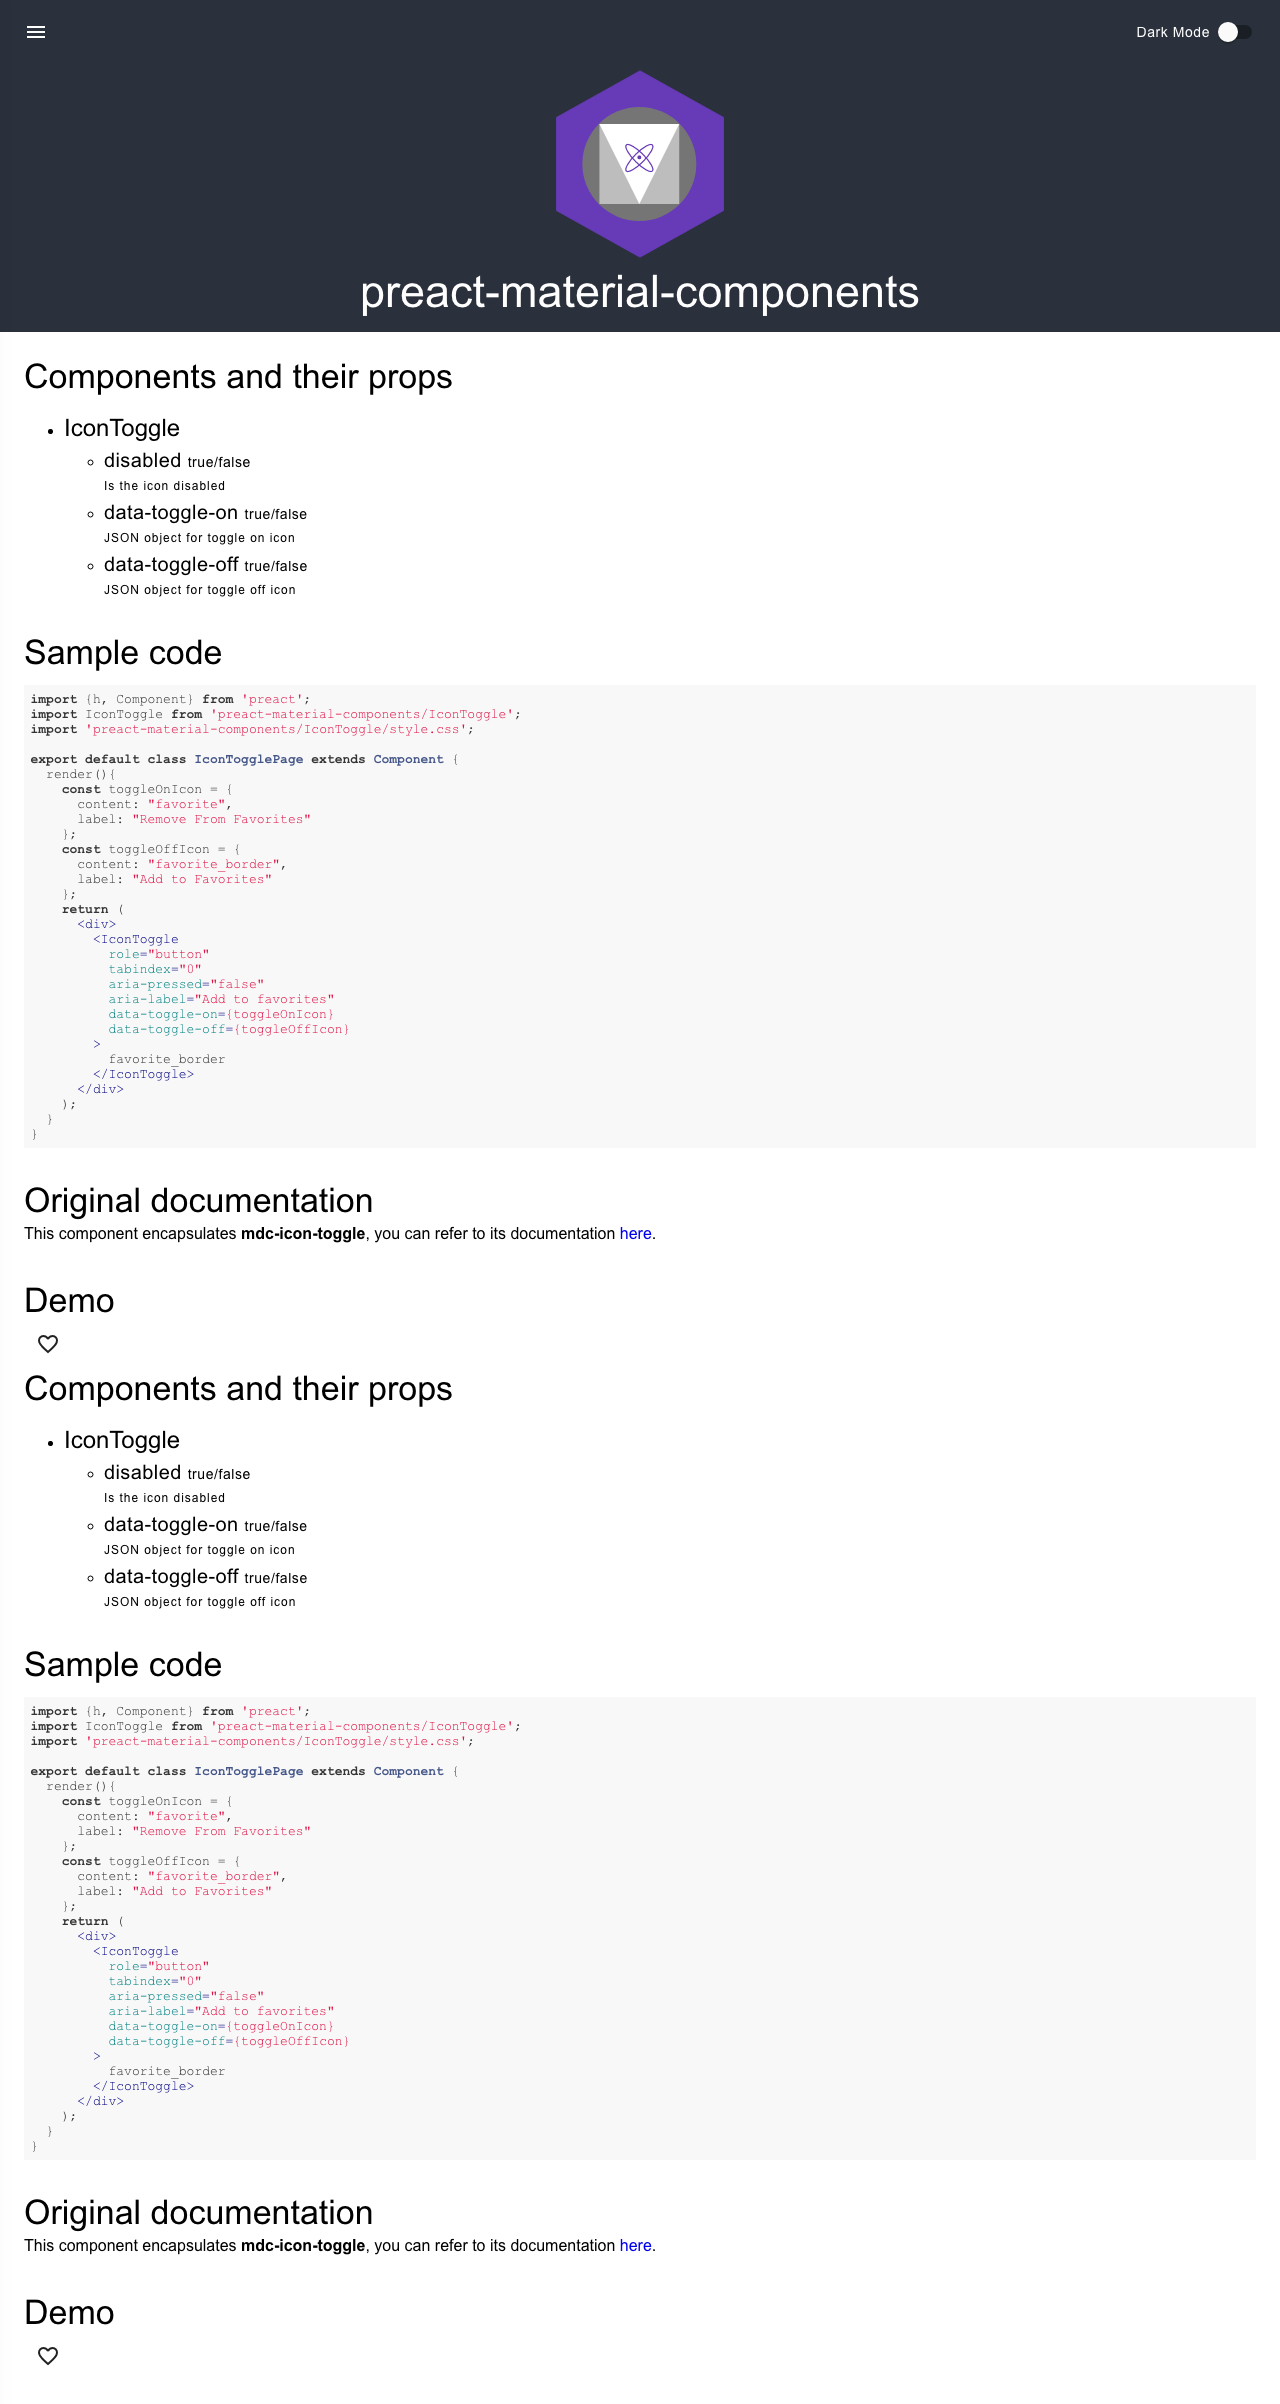 Dark Mode
preact-material-components
Components and their props
IconToggle
disabled true/false
Is the icon disabled
data-toggle-on true/false
JSON object for toggle on icon
data-toggle-off true/false
JSON object for toggle off icon
Sample code
import {h, Component} from 'preact';
import IconToggle from 'preact-material-components/IconToggle';
import 'preact-material-components/IconToggle/style.css';
export default class IconTogglePage extends Component {
render(){
const toggleOnIcon = {
content: "favorite",
label: "Remove From Favorites"
};
const toggleOffIcon = {
content: "favorite_border",
label: "Add to Favorites"
};
return (
<div>
<IconToggle
role="button"
tabindex="0"
aria-pressed="false"
aria-label="Add to favorites"
data-toggle-on={toggleOnIcon}
data-toggle-off={toggleOffIcon}
>
favorite_border
</IconToggle>
</div>
);
}
}
Original documentation
This component encapsulates mdc-icon-toggle, you can refer to its documentation here.
Demo
Components and their props
IconToggle
disabled true/false
Is the icon disabled
data-toggle-on true/false
JSON object for toggle on icon
data-toggle-off true/false
JSON object for toggle off icon
Sample code
import {h, Component} from 'preact';
import IconToggle from 'preact-material-components/IconToggle';
import 'preact-material-components/IconToggle/style.css';
export default class IconTogglePage extends Component {
render(){
const toggleOnIcon = {
content: "favorite",
label: "Remove From Favorites"
};
const toggleOffIcon = {
content: "favorite_border",
label: "Add to Favorites"
};
return (
<div>
<IconToggle
role="button"
tabindex="0"
aria-pressed="false"
aria-label="Add to favorites"
data-toggle-on={toggleOnIcon}
data-toggle-off={toggleOffIcon}
>
favorite_border
</IconToggle>
</div>
);
}
}
Original documentation
This component encapsulates mdc-icon-toggle, you can refer to its documentation here.
Demo